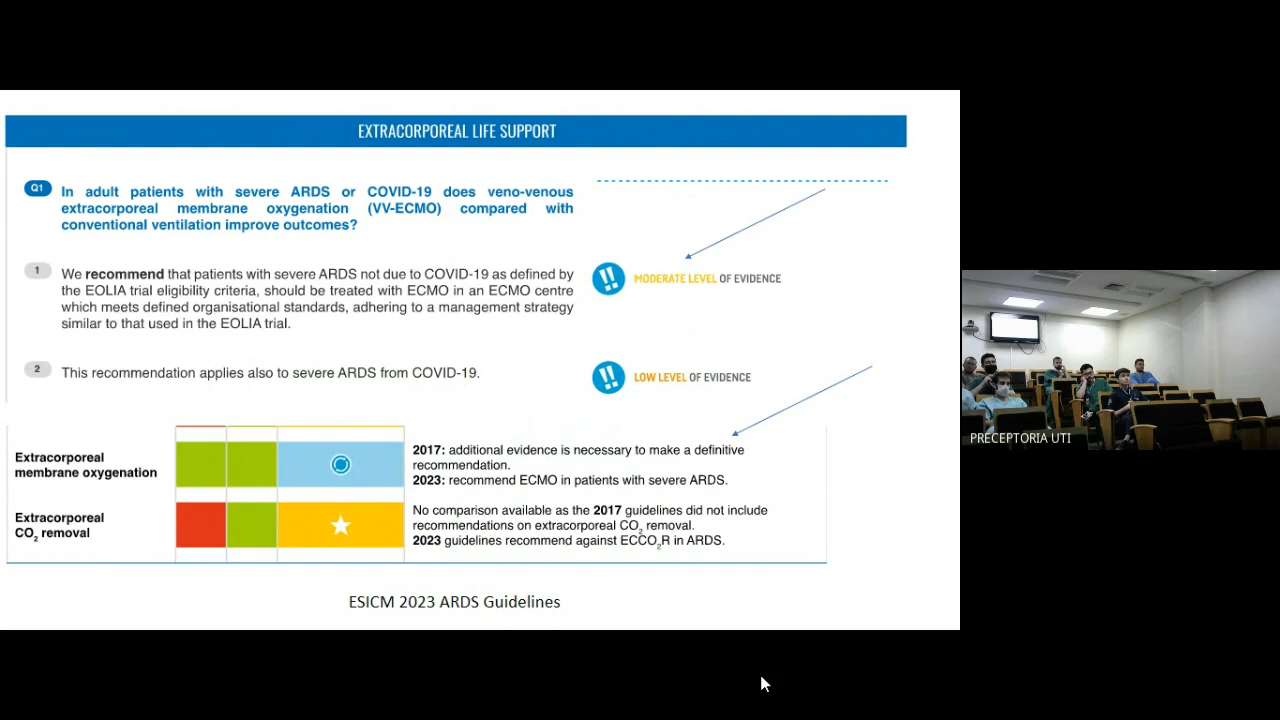 EXTRACORPOREAL LIFE SUPPORT
Q1
In adult patients with severe ARDS or COVID-19 does veno-venous
extracorporeal membrane oxygenation (VV-ECMO) compared with
conventional ventilation improve outcomes?
1
We recommend that patients with severe ARDS not due to COVID-19 as defined by
the EOLIA trial eligibility criteria, should be treated with ECMO in an ECMO centre
which meets defined organisational standards, adhering to a management strategy
similar to that used in the EOLIA trial.
!!
MODERATE LEVEL OF EVIDENCE
2
This recommendation applies also to severe ARDS from COVID-19.
!!
LOW LEVEL OF EVIDENCE
Extracorporeal
membrane oxygenation
2017: additional evidence is necessary to make a definitive
recommendation.
2023: recommend ECMO in patients with severe ARDS.
Extracorporeal
CO2 removal
No comparison available as the 2017 guidelines did not include
recommendations on extracorporeal CO2 removal.
2023 guidelines recommend against ECCO2R in ARDS.
ESICM 2023 ARDS Guidelines
PRECEPTORIA UTI